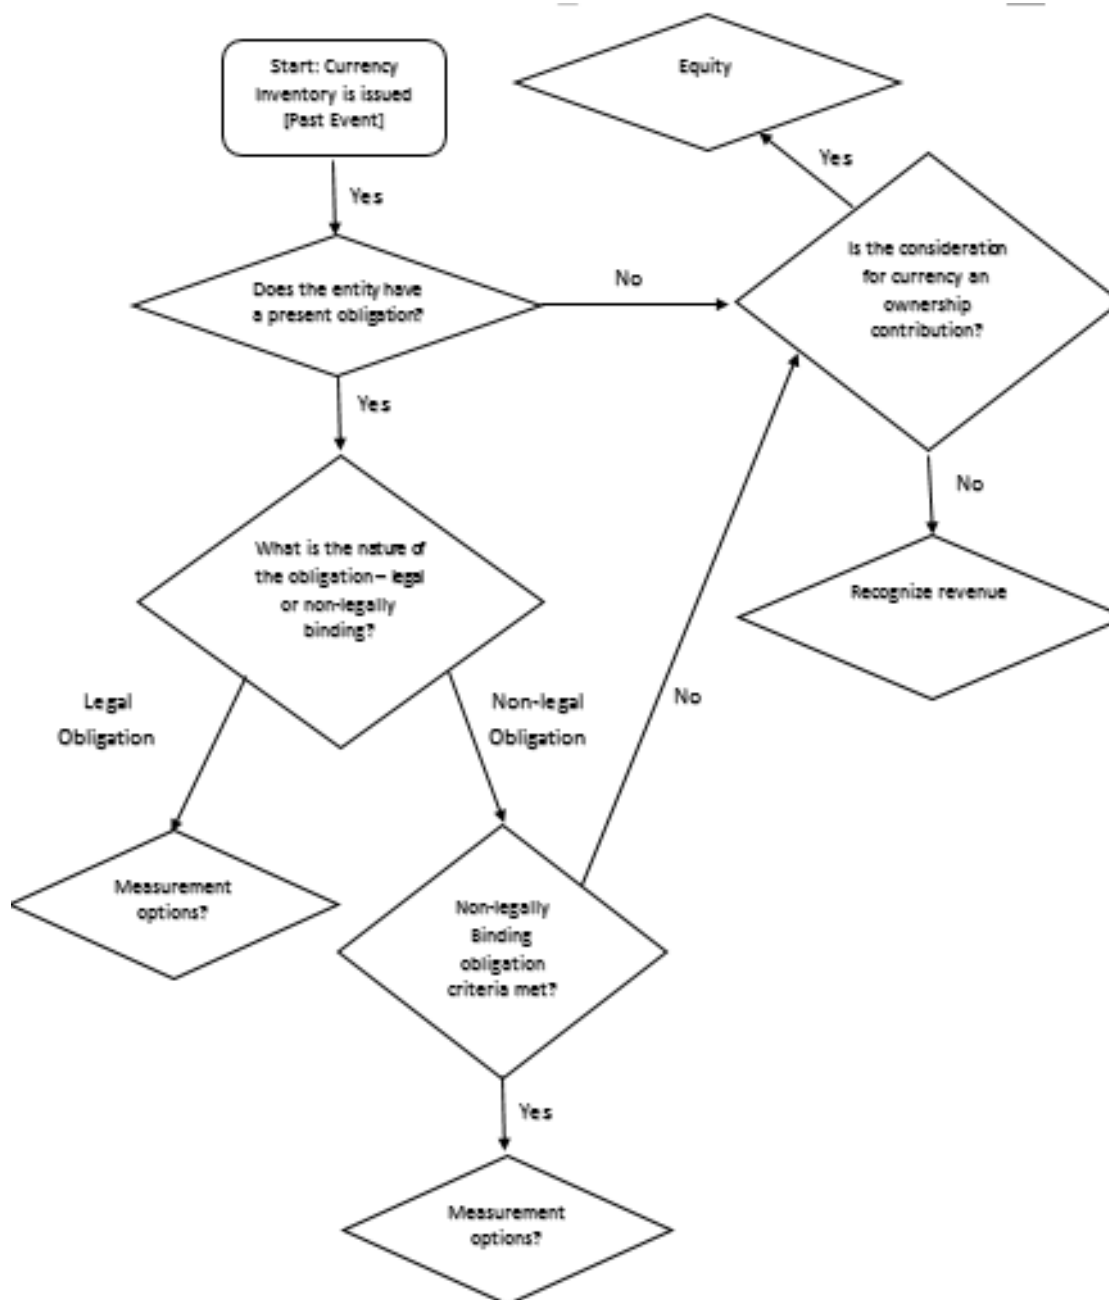 Start: Currency
Inventory is issued
[Past Event]
Yes
Does the entity have
a present obligation?
No
Equity
Yes
Is the consideration
for currency an
ownership
contribution?
No
Recognize revenue
Yes
What is the nature of
the obligation – legal
or non-legally
binding?
Legal
Obligation
Non-legal
Obligation
No
Measurement
options?
Non-legally
Binding
obligation
criteria met?
Yes
Measurement
options?